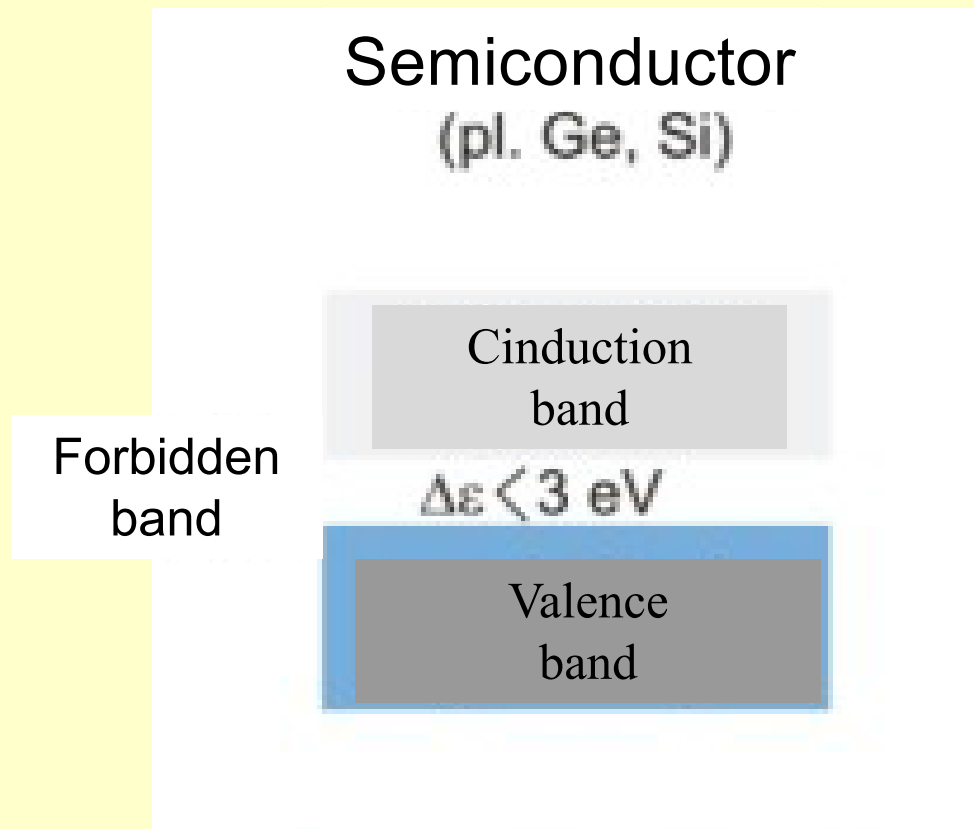 Semiconductor
(pl. Ge, Si)
Cinduction
band
Forbidden
band
Δε<3 eV
Valence
band